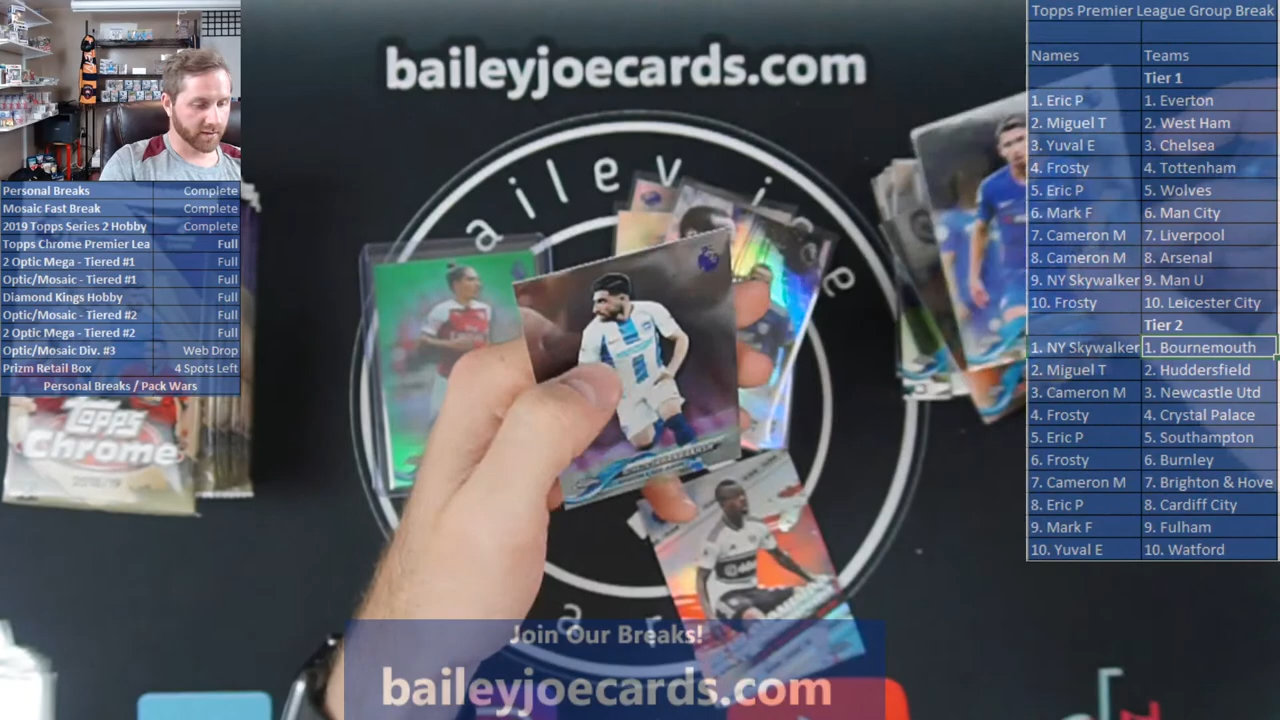 baileyjoecards.com
Topps Premier League Group Break
Names Teams
Tier 1
1. Eric P 1. Everton
2. Miguel T 2. West Ham
3. Yuval E 3. Chelsea
4. Frosty 4. Tottenham
5. Eric P 5. Wolves
6. Mark F 6. Man City
7. Cameron M 7. Liverpool
8. Cameron M 8. Arsenal
9. NY Skywalker 9. Man U
10. Frosty 10. Leicester City
Tier 2
1. NY Skywalker 1. Bournemouth
2. Miguel T 2. Huddersfield
3. Cameron M 3. Newcastle Utd
4. Frosty 4. Crystal Palace
5. Eric P 5. Southampton
6. Frosty 6. Burnley
7. Cameron M 7. Brighton & Hove
8. Eric P 8. Cardiff City
9. Mark F 9. Fulham
10. Yuval E 10. Watford
Personal Breaks Complete
Mosaic Fast Break Complete
2019 Topps Series 2 Hobby Complete
Topps Chrome Premier Lea Full
2 Optic Mega - Tiered #1 Full
Optic/Mosaic - Tiered #1 Full
Diamond Kings Hobby Full
Optic/Mosaic - Tiered #2 Full
2 Optic Mega - Tiered #2 Full
Optic/Mosaic Div. #3 Web Drop
Prizm Retail Box 4 Spots Left
Personal Breaks / Pack Wars
Topps
Chrome
2018/19
Join Our Breaks!
baileyjoecards.com